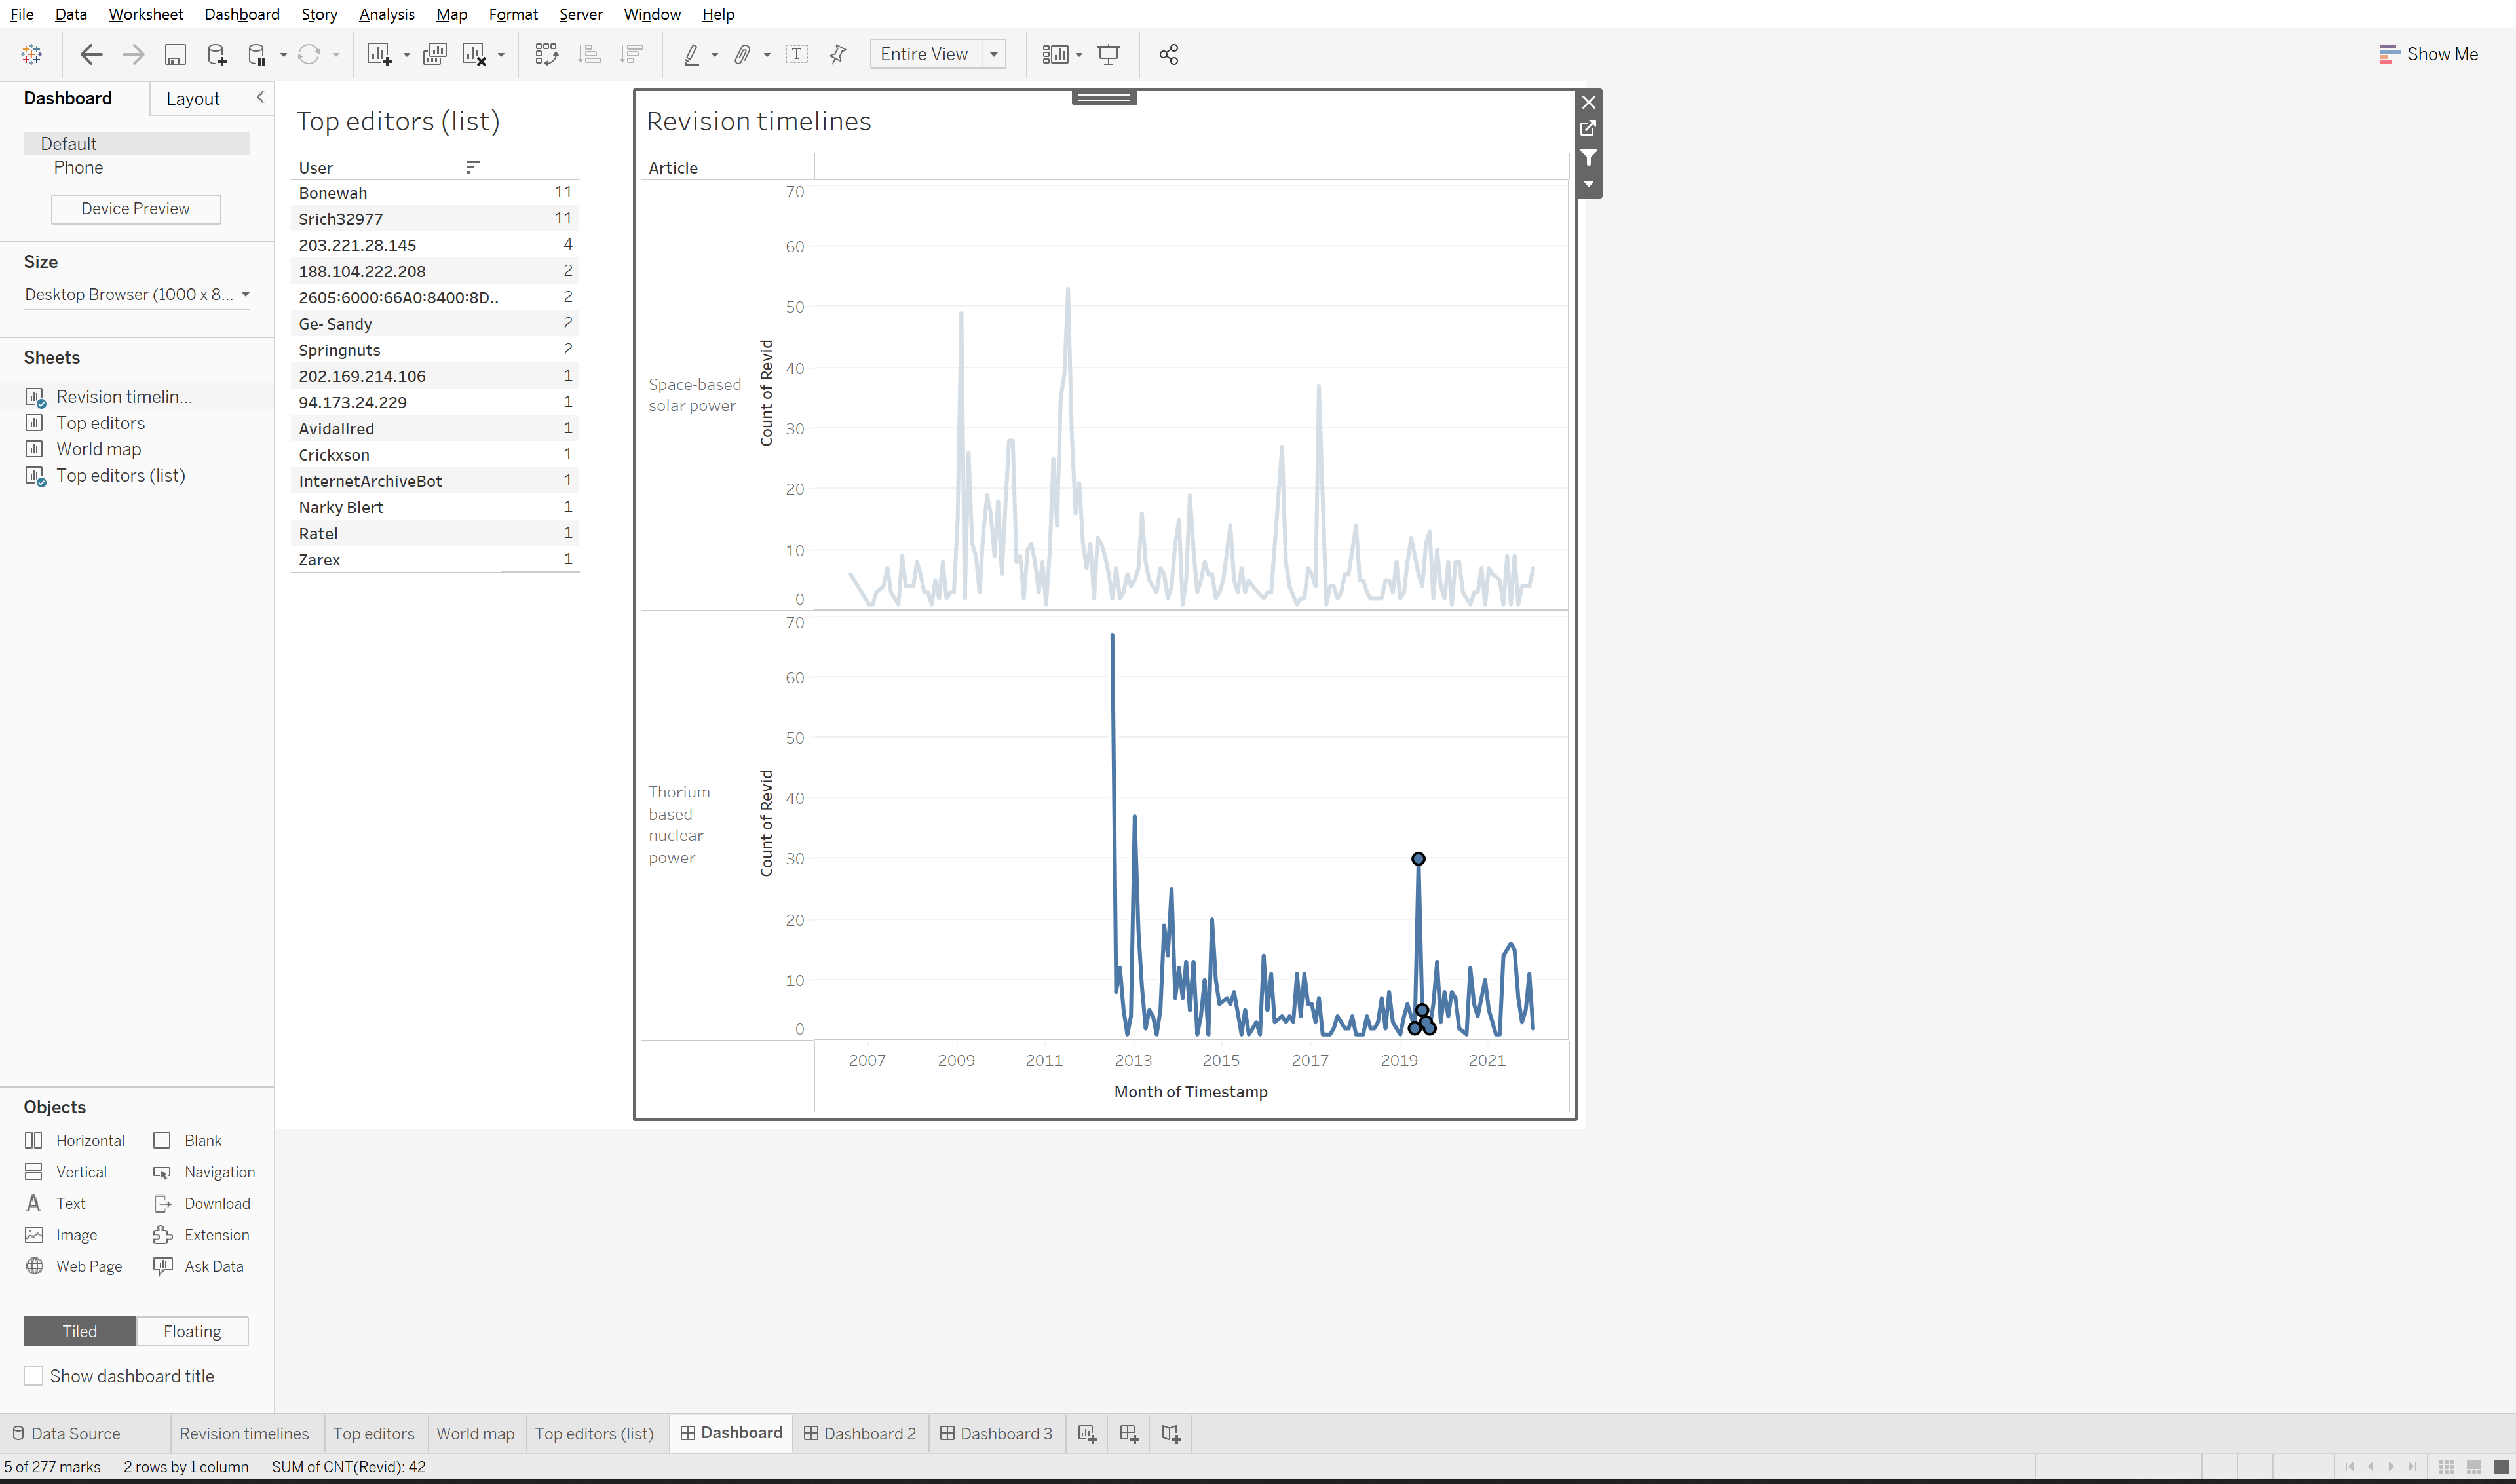 File Data Worksheet Dashboard Story Analysis Map Format Server Window Help
Entire View
Show Me
Dashboard
Layout
Default
Phone
Device Preview
Size
Desktop Browser (1000 x 8...
Sheets
Revision timelin...
Top editors
World map
Top editors (list)
Objects
Horizontal Blank
Vertical Navigation
Text Download
Image Extension
Web Page Ask Data
Tiled Floating
Show dashboard title
Top editors (list)
User
Bonewah 11
Srich32977 11
203.221.28.145 4
188.104.222.208 2
2605:6000:66A0:8400:8D.. 2
Ge- Sandy 2
Springnuts 2
202.169.214.106 1
94.173.24.229 1
Avidallred 1
Crickxson 1
InternetArchiveBot 1
Narky Blert 1
Ratel 1
Zarex 1
Revision timelines
Article
Space-based
solar power
Count of Revid
70
60
50
40
30
20
10
0
Thorium-
based
nuclear
power
Count of Revid
70
60
50
40
30
20
10
0
2007 2009 2011 2013 2015 2017 2019 2021
Month of Timestamp
Data Source Revision timelines Top editors World map Top editors (list) Dashboard Dashboard 2 Dashboard 3
5 of 277 marks 2 rows by 1 column SUM of CNT(Revid): 42